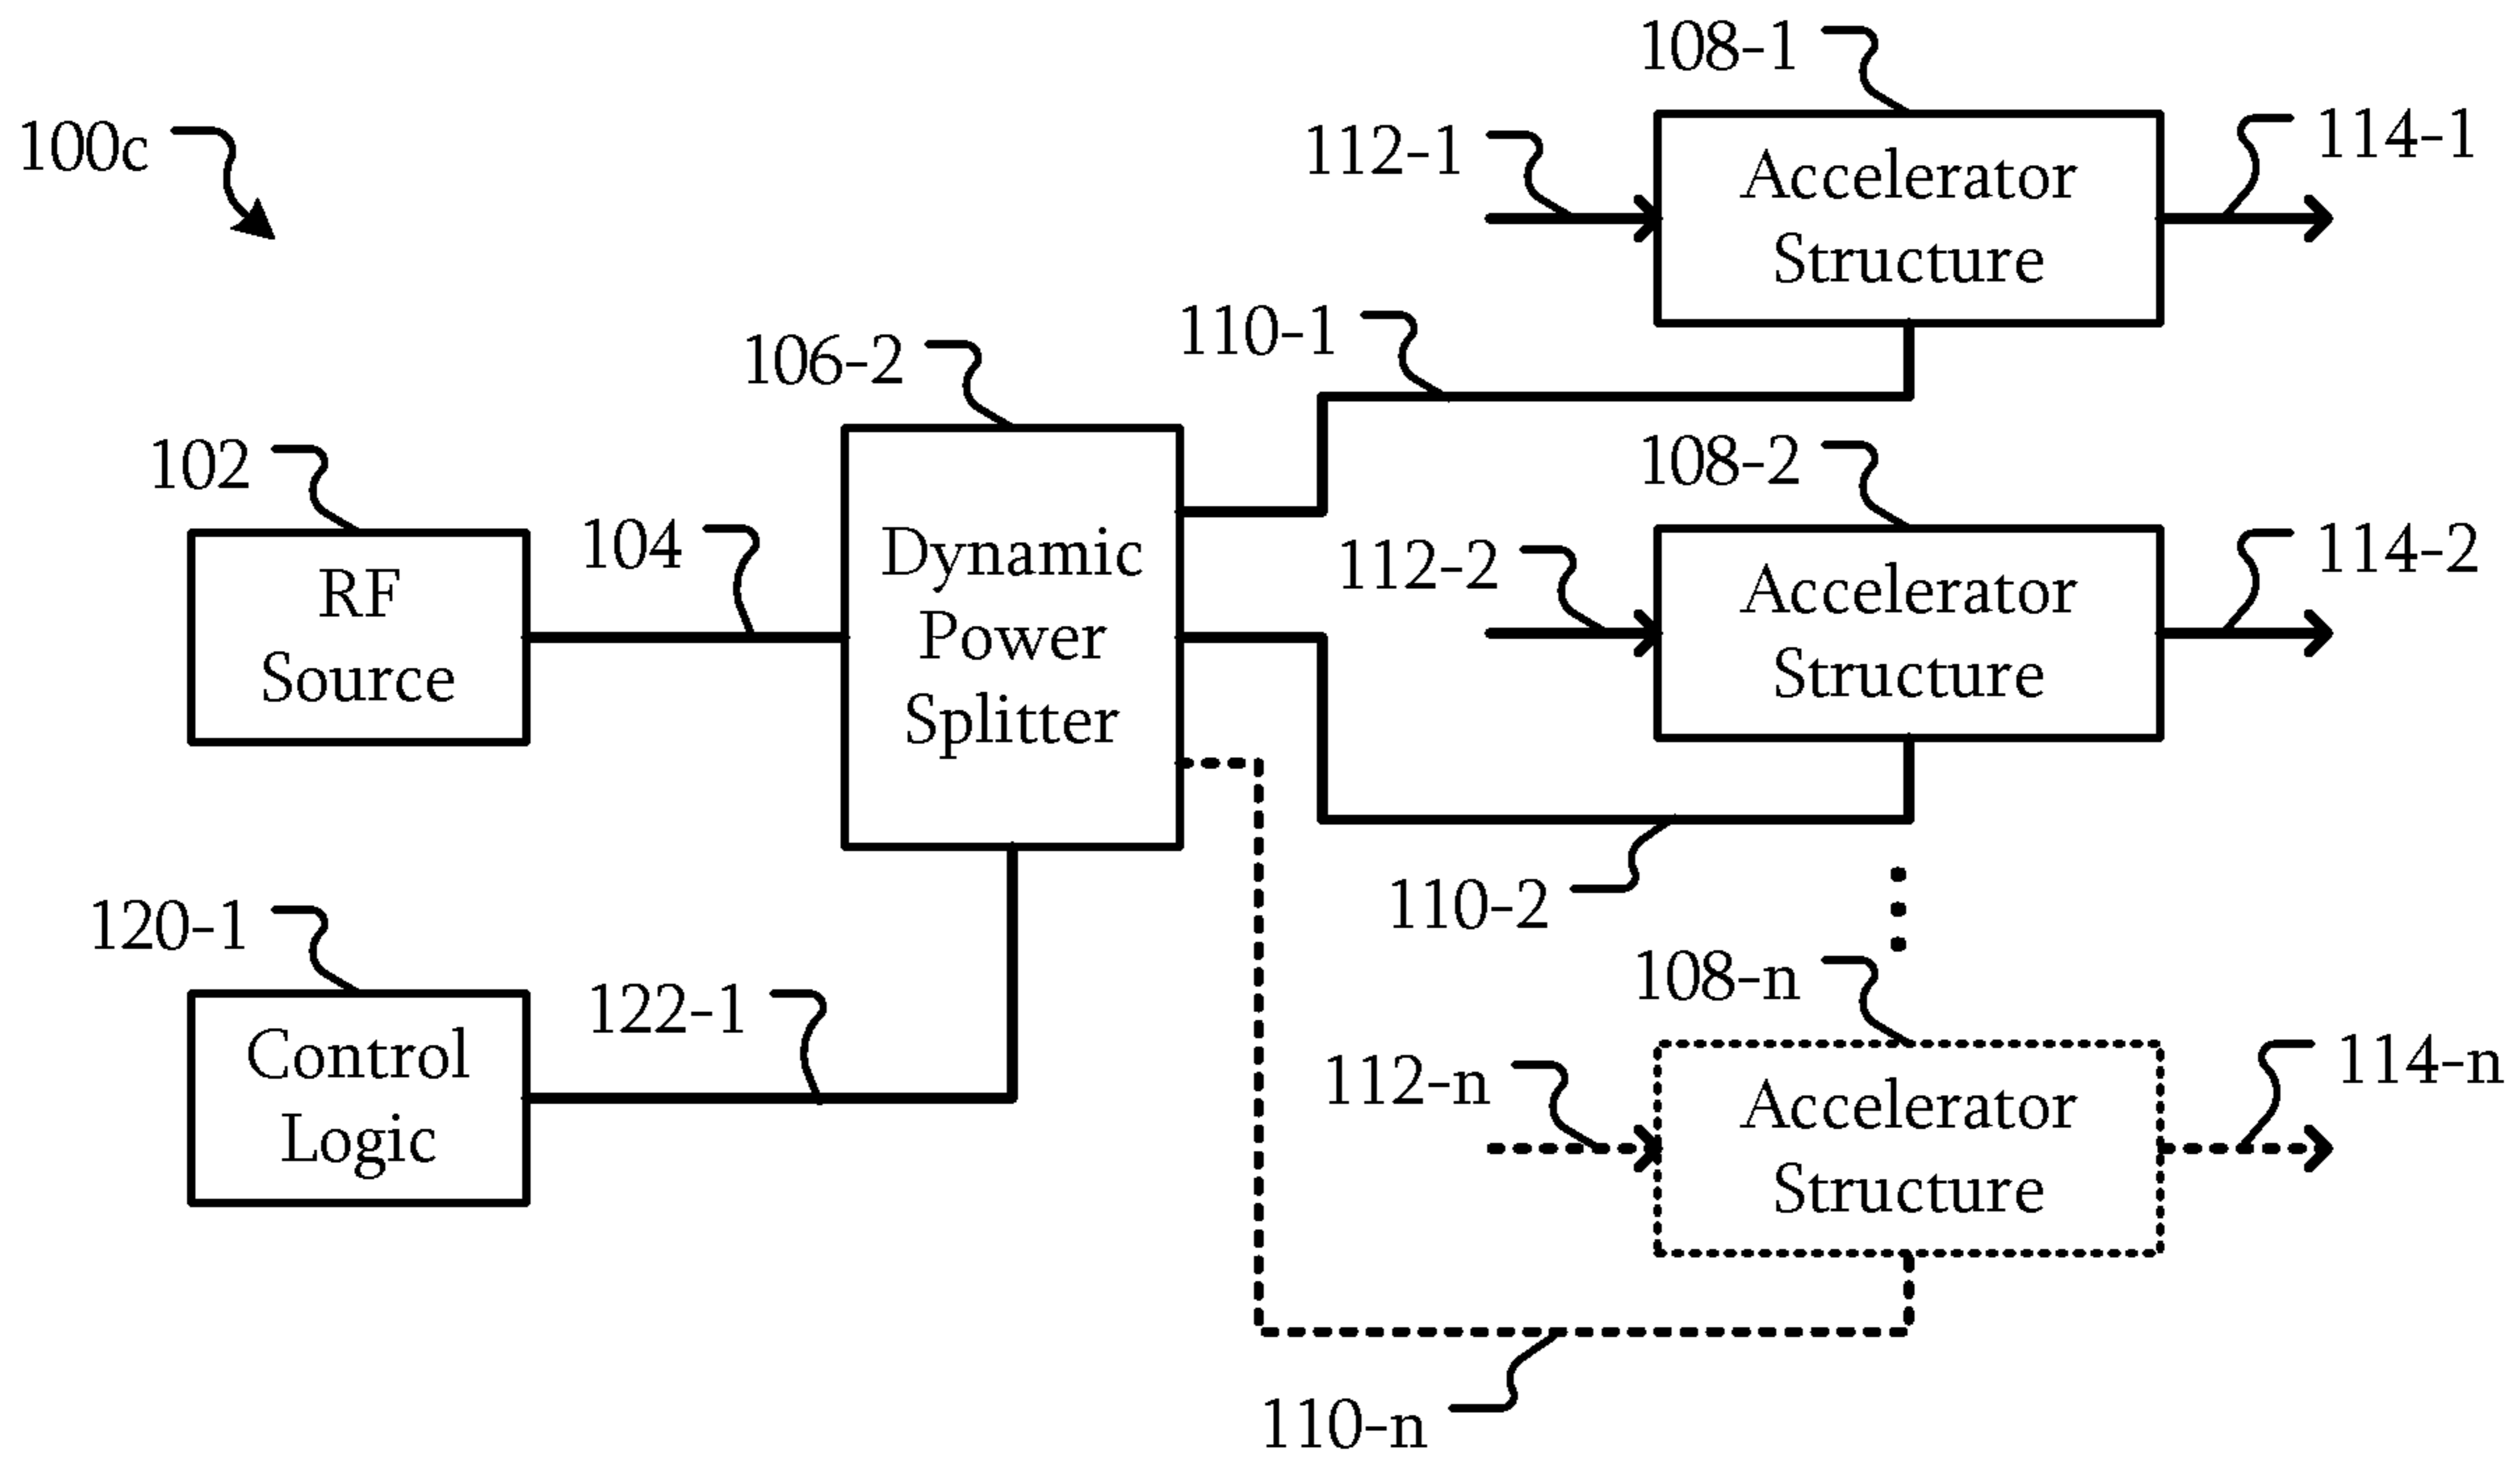 108-1
100c
112-1
114-1
Accelerator
Structure
110-1
106-2
102
104
108-2
112-2
114-2
RF
Source
Dynamic
Power
Splitter
Accelerator
Structure
110-2
120-1
122-1
108-n
Control
Logic
112-n
114-n
Accelerator
Structure
110-n